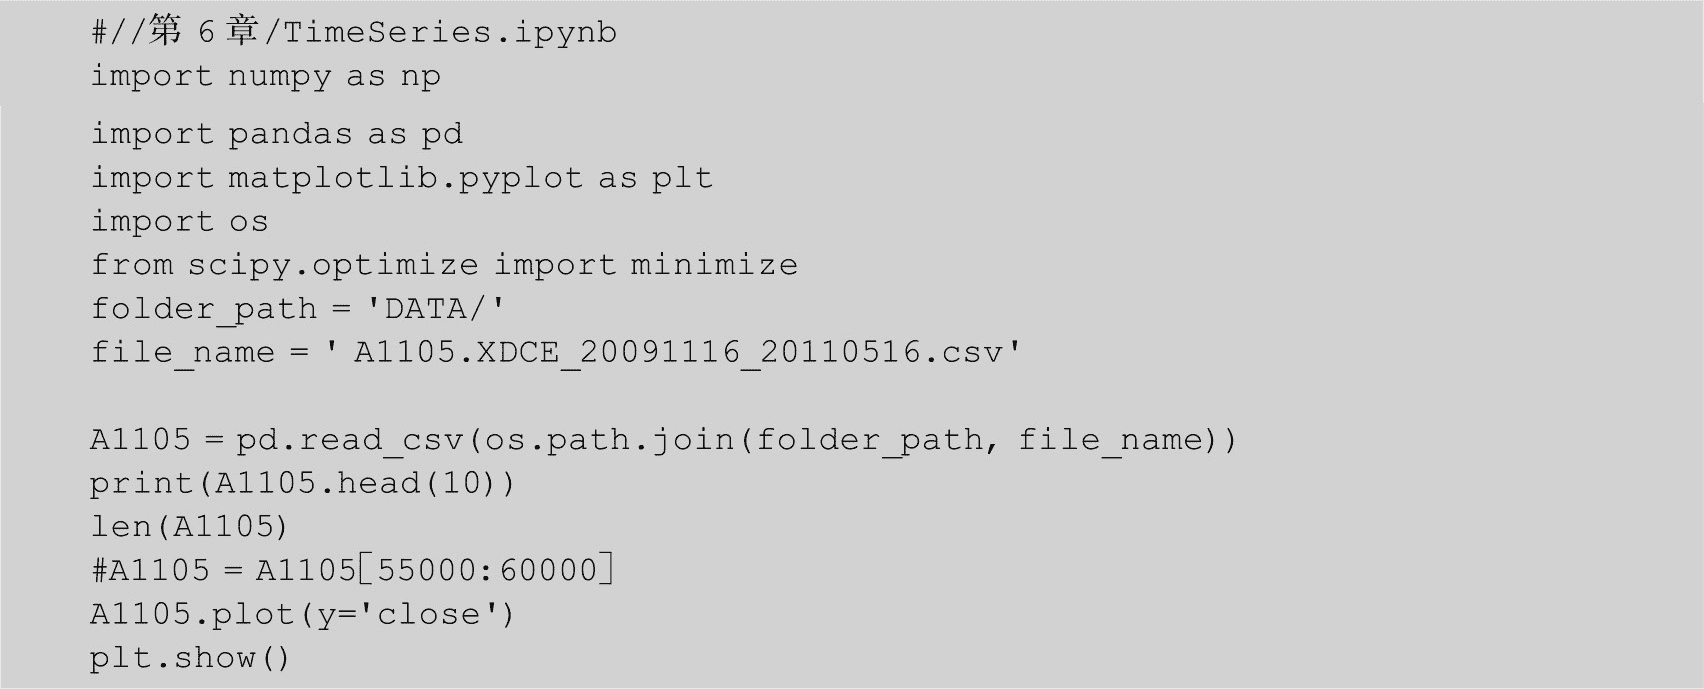 #//第 6 章/TimeSeries.ipynb
import numpy as np
import pandas as pd
import matplotlib.pyplot as plt
import os
from scipy.optimize import minimize
folder_path = 'DATA/'
file_name = ' A1105.XDCE_20091116_20110516.csv'
A1105 = pd.read_csv(os.path.join(folder_path, file_name))
print(A1105.head(10))
len(A1105)
#A1105 = A1105[55000:60000]
A1105.plot(y='close')
plt.show()